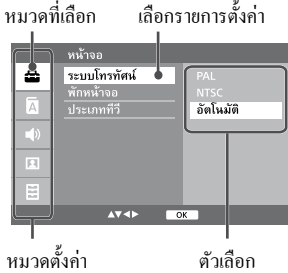 หมวดที่เลือก
เลือกรายการตั้งค่า
หน้าจอ
ระบบโทรทัศน์
PAL
พักหน้าจอ
NTSC
ประเภททีวี
อัตโนมัติ
A
OK
หมวดตั้งค่า
ตัวเลือก